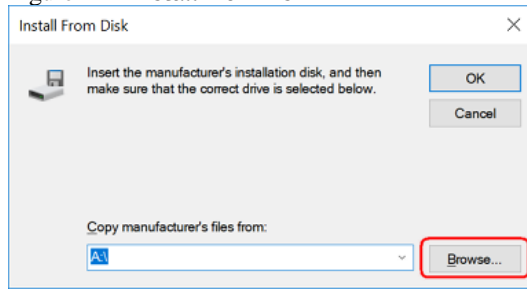 Install From Disk
Insert the manufacturer's installation disk, and then
make sure that the correct drive is selected below.
OK
Cancel
Copy manufacturer's files from:
A:\
Browse...